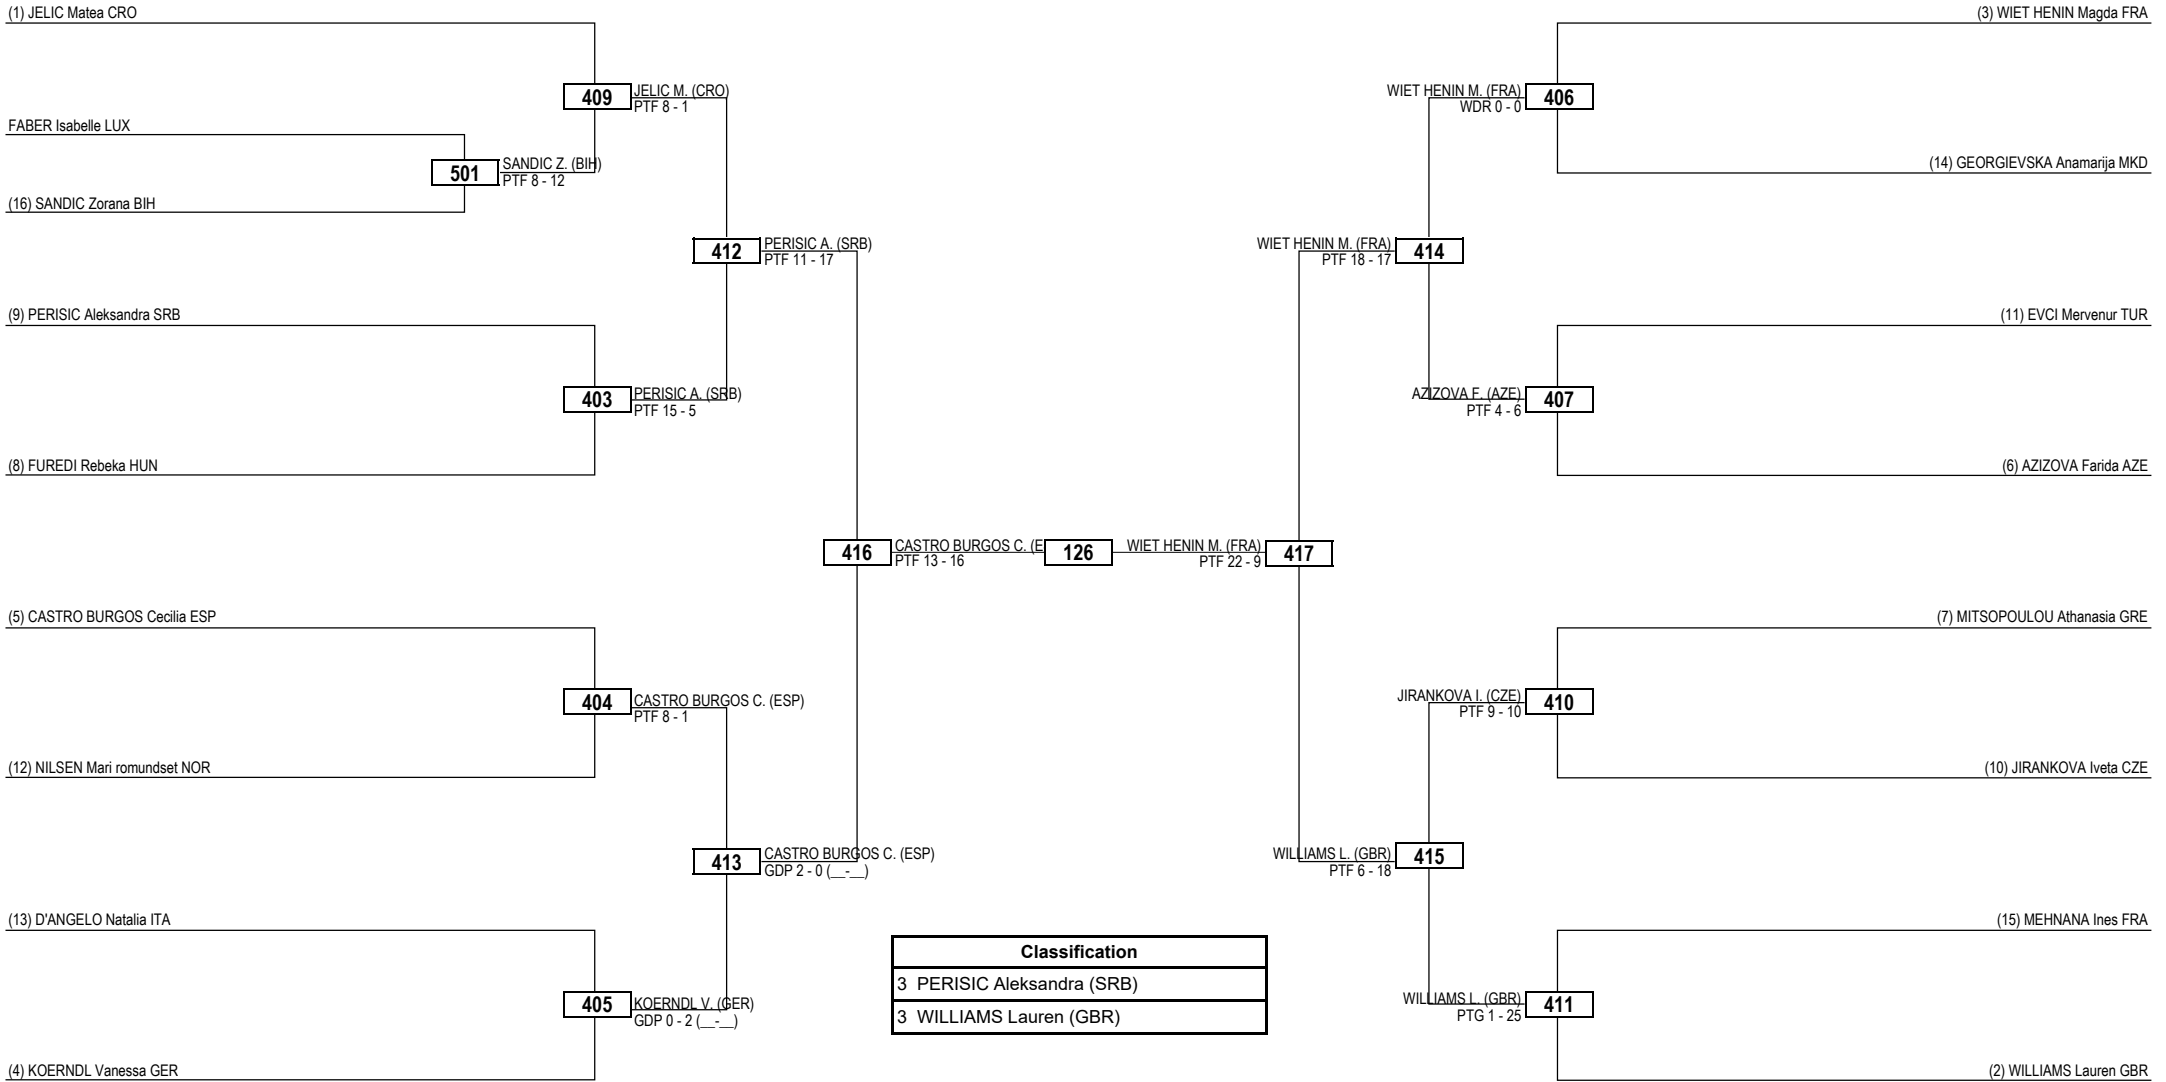 (1) JELIC Matea CRO
409
JELIC M. (CRO)
PTF 8 - 1
FABER Isabelle LUX
501
SANDIC Z. (BIH)
PTF 8 - 12
(16) SANDIC Zorana BIH
412
PERISIC A. (SRB)
PTF 11 - 17
(9) PERISIC Aleksandra SRB
403
PERISIC A. (SRB)
PTF 15 - 5
(8) FUREDI Rebeka HUN
416
CASTRO BURGOS C. (E
PTF 13 - 16
(5) CASTRO BURGOS Cecilia ESP
404
CASTRO BURGOS C. (ESP)
PTF 8 - 1
(12) NILSEN Mari romundset NOR
413
CASTRO BURGOS C. (ESP)
GDP 2 - 0 (__-__)
(13) D'ANGELO Natalia ITA
405
KOERNDL V. (GER)
GDP 0 - 2 (__-__)
(4) KOERNDL Vanessa GER
126
(3) WIET HENIN Magda FRA
WIET HENIN M. (FRA)
WDR 0 - 0
406
(14) GEORGIEVSKA Anamarija MKD
WIET HENIN M. (FRA)
PTF 18 - 17
414
(11) EVCI Mervenur TUR
AZIZOVA F. (AZE)
PTF 4 - 6
407
(6) AZIZOVA Farida AZE
WIET HENIN M. (FRA)
PTF 22 - 9
417
(7) MITSOPOULOU Athanasia GRE
JIRANKOVA I. (CZE)
PTF 9 - 10
410
(10) JIRANKOVA Iveta CZE
WILLIAMS L. (GBR)
PTF 6 - 18
415
(15) MEHNANA Ines FRA
WILLIAMS L. (GBR)
PTG 1 - 25
411
(2) WILLIAMS Lauren GBR
Classification
3 PERISIC Aleksandra (SRB)
3 WILLIAMS Lauren (GBR)